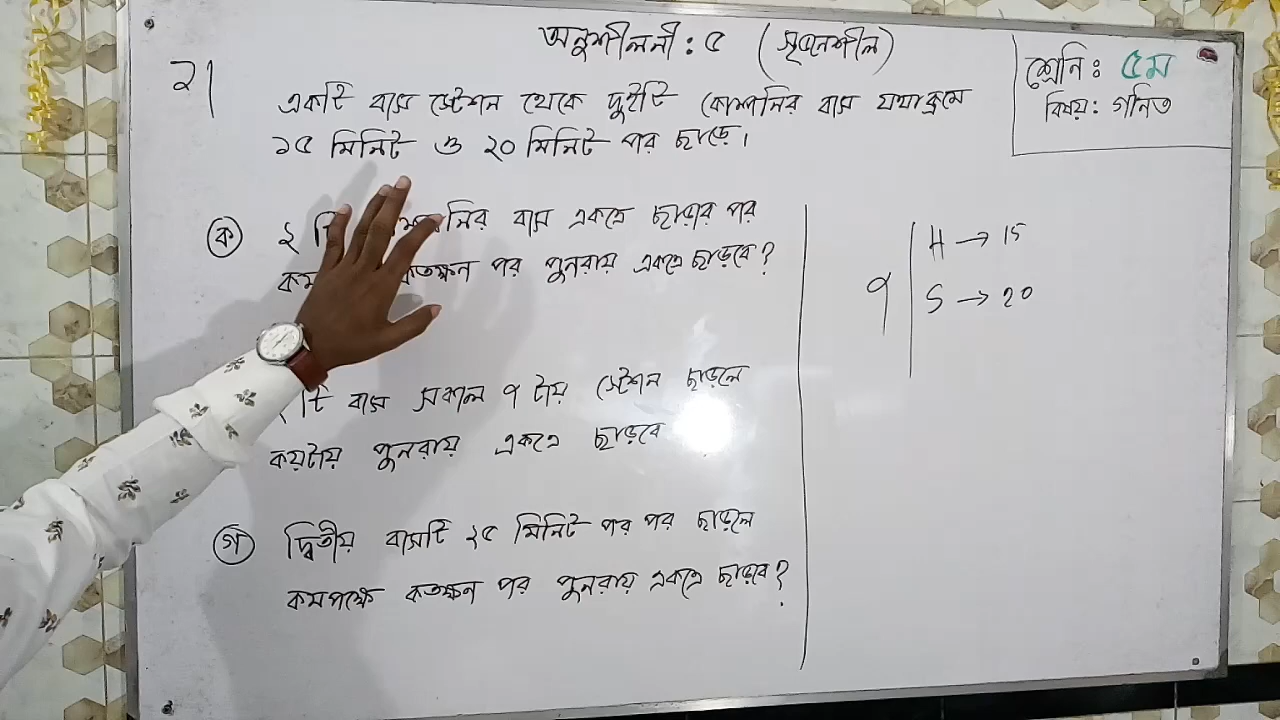 অনুশীলনী : ৫ (সৃজনশীল)
শ্রেনি : ৫ম
বিষয়: গনিত
২।
একটি বাস স্টেশন থেকে দুইটি কোম্পানির বাস যথাক্রমে
১৫ মিনিট ও ২০ মিনিট পর ছাড়ে।
ক ২ বাস একত্রে ছাড়ার পর
পর পুনরায় একত্রে ছাড়বে?
বাস সকাল ৭ টায় স্টেশন ছাড়লে
কয়টায় পুনরায় একত্রে ছাড়বে
গ দ্বিতীয় বাসটি ২৫ মিনিট পর পর ছাড়লে
কমপক্ষে কতক্ষন পর পুনরায় একত্রে ছাড়বে?
৭
H → 15
S → 20